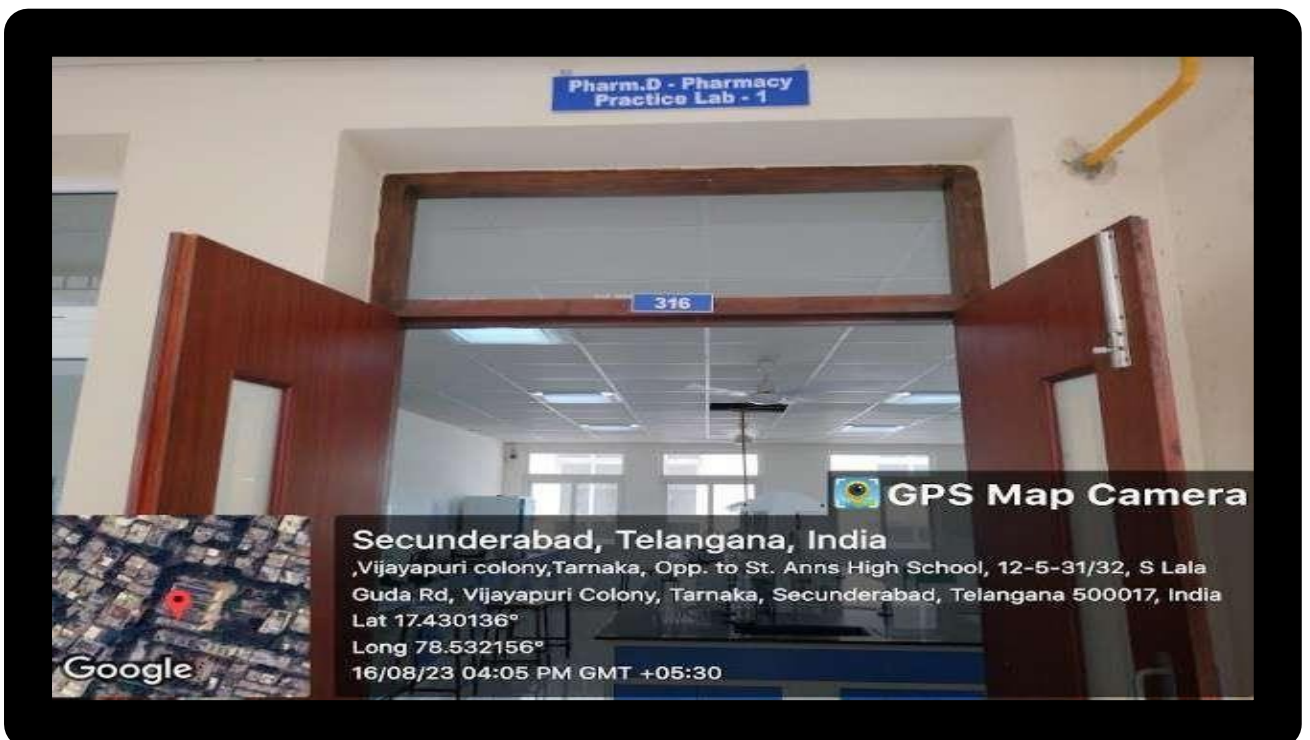 Pharm.D - Pharmacy
Practice Lab - 1
316
GPS Map Camera
Secunderabad, Telangana, India
,Vijayapuri colony,Tarnaka, Opp. to St. Anns High School, 12-5-31/32, S Lala
Guda Rd, Vijayapuri Colony, Tarnaka, Secunderabad, Telangana 500017, India
Lat 17.430136°
Long 78.532156°
16/08/23 04:05 PM GMT +05:30
Google